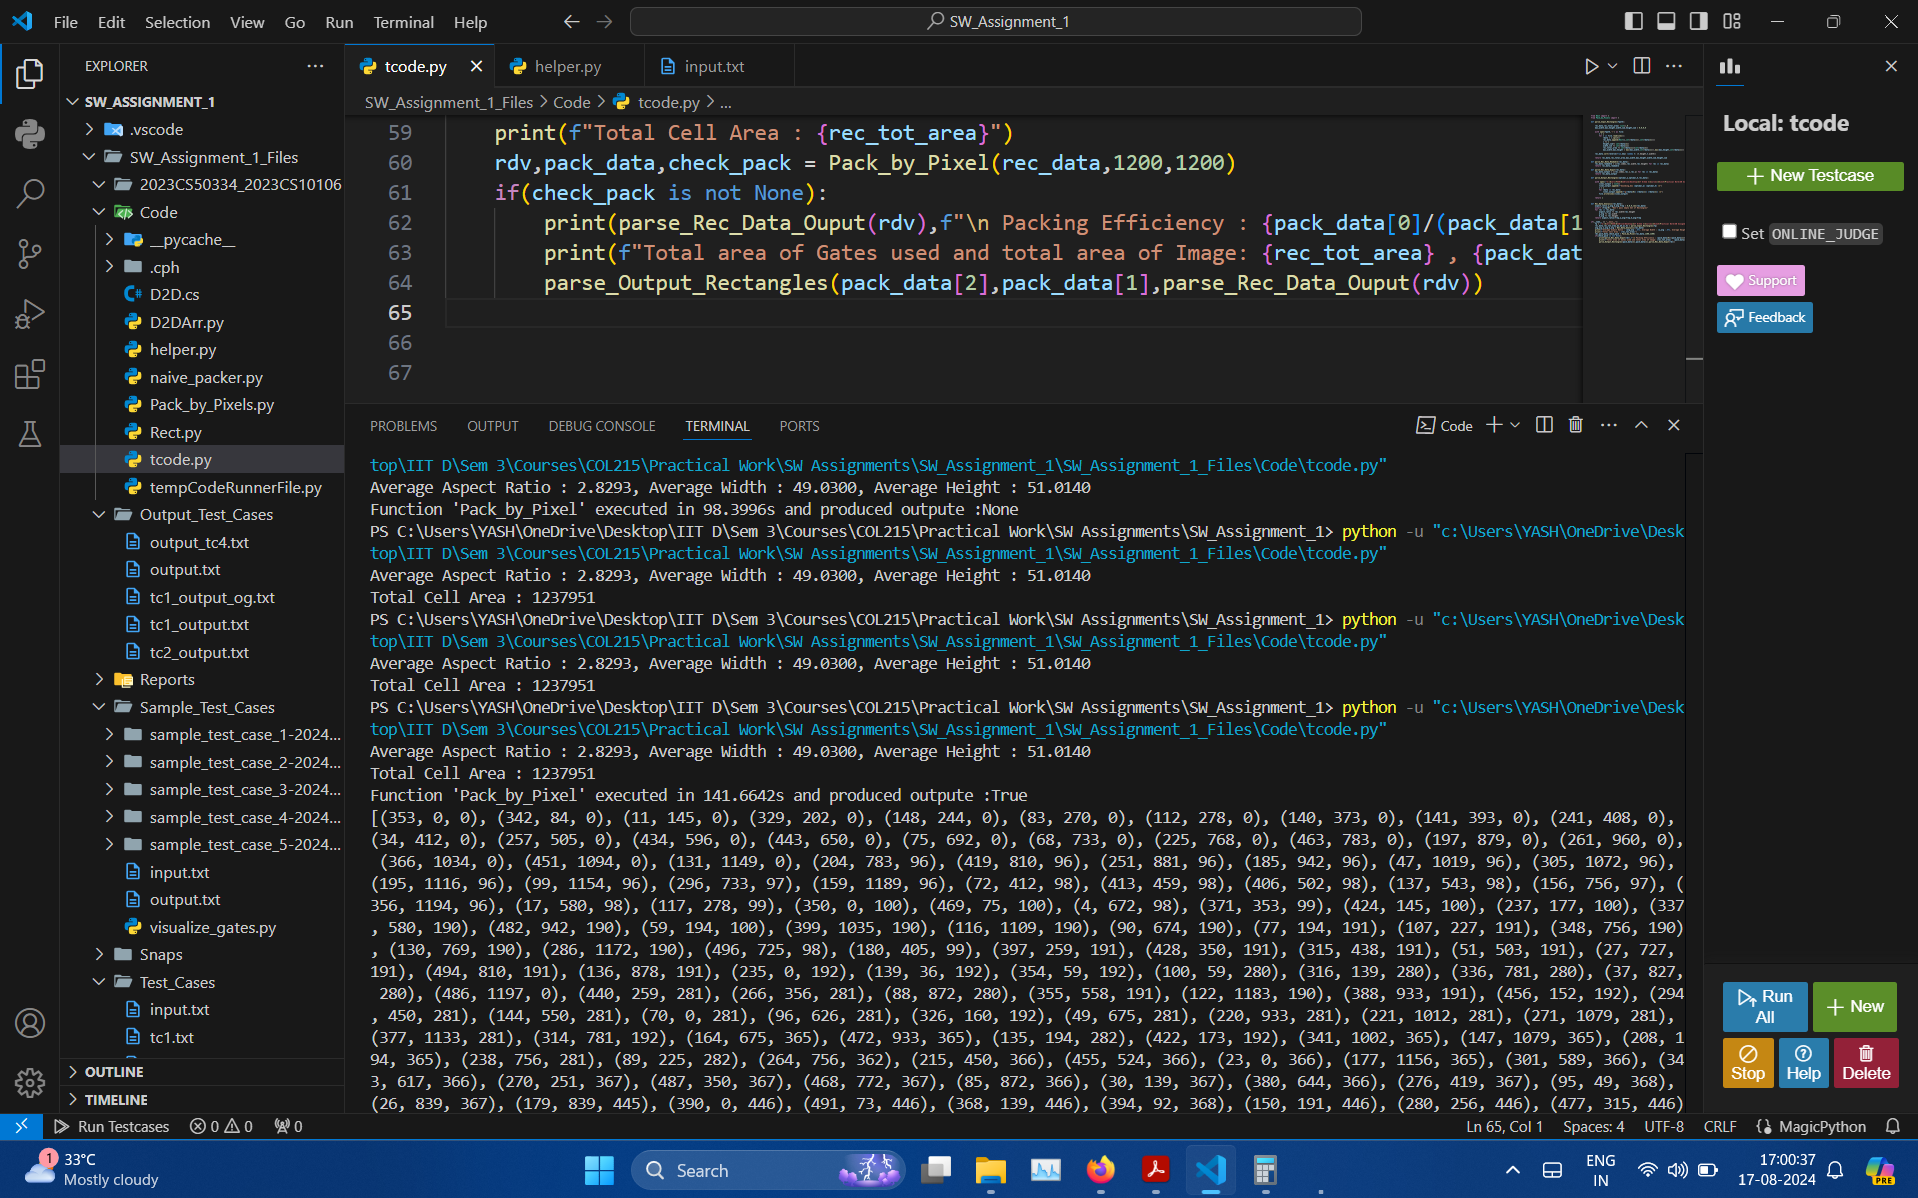 File Edit Selection View Go Run Terminal Help
SW_Assignment_1
EXPLORER
SW_ASSIGNMENT_1
.vscode
SW_Assignment_1_Files
2023CS50334_2023CS10106
Code
__pycache__
.cph
D2D.cs
D2DArr.py
helper.py
naive_packer.py
Pack_by_Pixels.py
Rect.py
tcode.py
tempCodeRunnerFile.py
Output_Test_Cases
output_tc4.txt
output.txt
tc1_output_og.txt
tc1_output.txt
tc2_output.txt
Reports
Sample_Test_Cases
sample_test_case_1-2024...
sample_test_case_2-2024...
sample_test_case_3-2024...
sample_test_case_4-2024...
sample_test_case_5-2024...
input.txt
output.txt
visualize_gates.py
Snaps
Test_Cases
input.txt
tc1.txt
OUTLINE
TIMELINE
tcode.py helper.py input.txt
SW_Assignment_1_Files > Code > tcode.py > ...
59 print(f"Total Cell Area : {rec_tot_area}")
60 rdv,pack_data,check_pack = Pack_by_Pixel(rec_data,1200,1200)
61 if(check_pack is not None):
62 print(parse_Rec_Data_Ouput(rdv),f"\n Packing Efficiency : {pack_data[0]/(pack_data[1
63 print(f"Total area of Gates used and total area of Image: {rec_tot_area} , {pack_dat
64 parse_Output_Rectangles(pack_data[2],pack_data[1],parse_Rec_Data_Ouput(rdv))
65
66
67
PROBLEMS OUTPUT DEBUG CONSOLE TERMINAL PORTS
Code
top\IIT D\Sem 3\Courses\COL215\Practical Work\SW Assignments\SW_Assignment_1\SW_Assignment_1_Files\Code\tcode.py"
Average Aspect Ratio : 2.8293, Average Width : 49.0300, Average Height : 51.0140
Function 'Pack_by_Pixel' executed in 98.3996s and produced outpute :None
PS C:\Users\YASH\OneDrive\Desktop\IIT D\Sem 3\Courses\COL215\Practical Work\SW Assignments\SW_Assignment_1> python -u "c:\Users\YASH\OneDrive\Desk
top\IIT D\Sem 3\Courses\COL215\Practical Work\SW Assignments\SW_Assignment_1\SW_Assignment_1_Files\Code\tcode.py"
Average Aspect Ratio : 2.8293, Average Width : 49.0300, Average Height : 51.0140
Total Cell Area : 1237951
PS C:\Users\YASH\OneDrive\Desktop\IIT D\Sem 3\Courses\COL215\Practical Work\SW Assignments\SW_Assignment_1> python -u "c:\Users\YASH\OneDrive\Desk
top\IIT D\Sem 3\Courses\COL215\Practical Work\SW Assignments\SW_Assignment_1\SW_Assignment_1_Files\Code\tcode.py"
Average Aspect Ratio : 2.8293, Average Width : 49.0300, Average Height : 51.0140
Total Cell Area : 1237951
PS C:\Users\YASH\OneDrive\Desktop\IIT D\Sem 3\Courses\COL215\Practical Work\SW Assignments\SW_Assignment_1> python -u "c:\Users\YASH\OneDrive\Desk
top\IIT D\Sem 3\Courses\COL215\Practical Work\SW Assignments\SW_Assignment_1\SW_Assignment_1_Files\Code\tcode.py"
Average Aspect Ratio : 2.8293, Average Width : 49.0300, Average Height : 51.0140
Total Cell Area : 1237951
Function 'Pack_by_Pixel' executed in 141.6642s and produced outpute :True
[(353, 0, 0), (342, 84, 0), (11, 145, 0), (329, 202, 0), (148, 244, 0), (83, 270, 0), (112, 278, 0), (140, 373, 0), (141, 393, 0), (241, 408, 0),
(34, 412, 0), (257, 505, 0), (434, 596, 0), (443, 650, 0), (75, 692, 0), (68, 733, 0), (225, 768, 0), (463, 783, 0), (197, 879, 0), (261, 960, 0),
(366, 1034, 0), (451, 1094, 0), (131, 1149, 0), (204, 783, 96), (419, 810, 96), (251, 881, 96), (185, 942, 96), (47, 1019, 96), (305, 1072, 96),
(195, 1116, 96), (99, 1154, 96), (296, 733, 97), (159, 1189, 96), (72, 412, 98), (413, 459, 98), (406, 502, 98), (137, 543, 98), (156, 756, 97), (
356, 1194, 96), (17, 580, 98), (117, 278, 99), (350, 0, 100), (469, 75, 100), (4, 672, 98), (371, 353, 99), (424, 145, 100), (237, 177, 100), (337
, 580, 190), (482, 942, 190), (59, 194, 100), (399, 1035, 190), (116, 1109, 190), (90, 674, 190), (77, 194, 191), (107, 227, 191), (348, 756, 190)
, (130, 769, 190), (286, 1172, 190), (496, 725, 98), (180, 405, 99), (397, 259, 191), (428, 350, 191), (315, 438, 191), (51, 503, 191), (27, 727,
191), (494, 810, 191), (136, 878, 191), (235, 0, 192), (139, 36, 192), (354, 59, 192), (100, 59, 280), (316, 139, 280), (336, 781, 280), (37, 827,
280), (486, 1197, 0), (440, 259, 281), (266, 356, 281), (88, 872, 280), (355, 558, 191), (122, 1183, 190), (388, 933, 191), (456, 152, 192), (294
, 450, 281), (144, 550, 281), (70, 0, 281), (96, 626, 281), (326, 160, 192), (49, 675, 281), (220, 933, 281), (221, 1012, 281), (271, 1079, 281),
(377, 1133, 281), (314, 781, 192), (164, 675, 365), (472, 933, 365), (135, 194, 282), (422, 173, 192), (341, 1002, 365), (147, 1079, 365), (208, 1
94, 365), (238, 756, 281), (89, 225, 282), (264, 756, 362), (215, 450, 366), (455, 524, 366), (23, 0, 366), (177, 1156, 365), (301, 589, 366), (34
3, 617, 366), (270, 251, 367), (487, 350, 367), (468, 772, 367), (85, 872, 366), (30, 139, 367), (380, 644, 366), (276, 419, 367), (95, 49, 368),
(26, 839, 367), (179, 839, 445), (390, 0, 446), (491, 73, 446), (368, 139, 446), (394, 92, 368), (150, 191, 446), (280, 256, 446), (477, 315, 446)
Local: tcode
New Testcase
Set ONLINE_JUDGE
Support
Feedback
Run All
New
Stop
Help
Delete
Run Testcases 0 0 0
Ln 65, Col 1 Spaces: 4 UTF-8 CRLF MagicPython
1
33°C
Mostly cloudy
Search
ENG
IN
17:00:37
17-08-2024
PRE